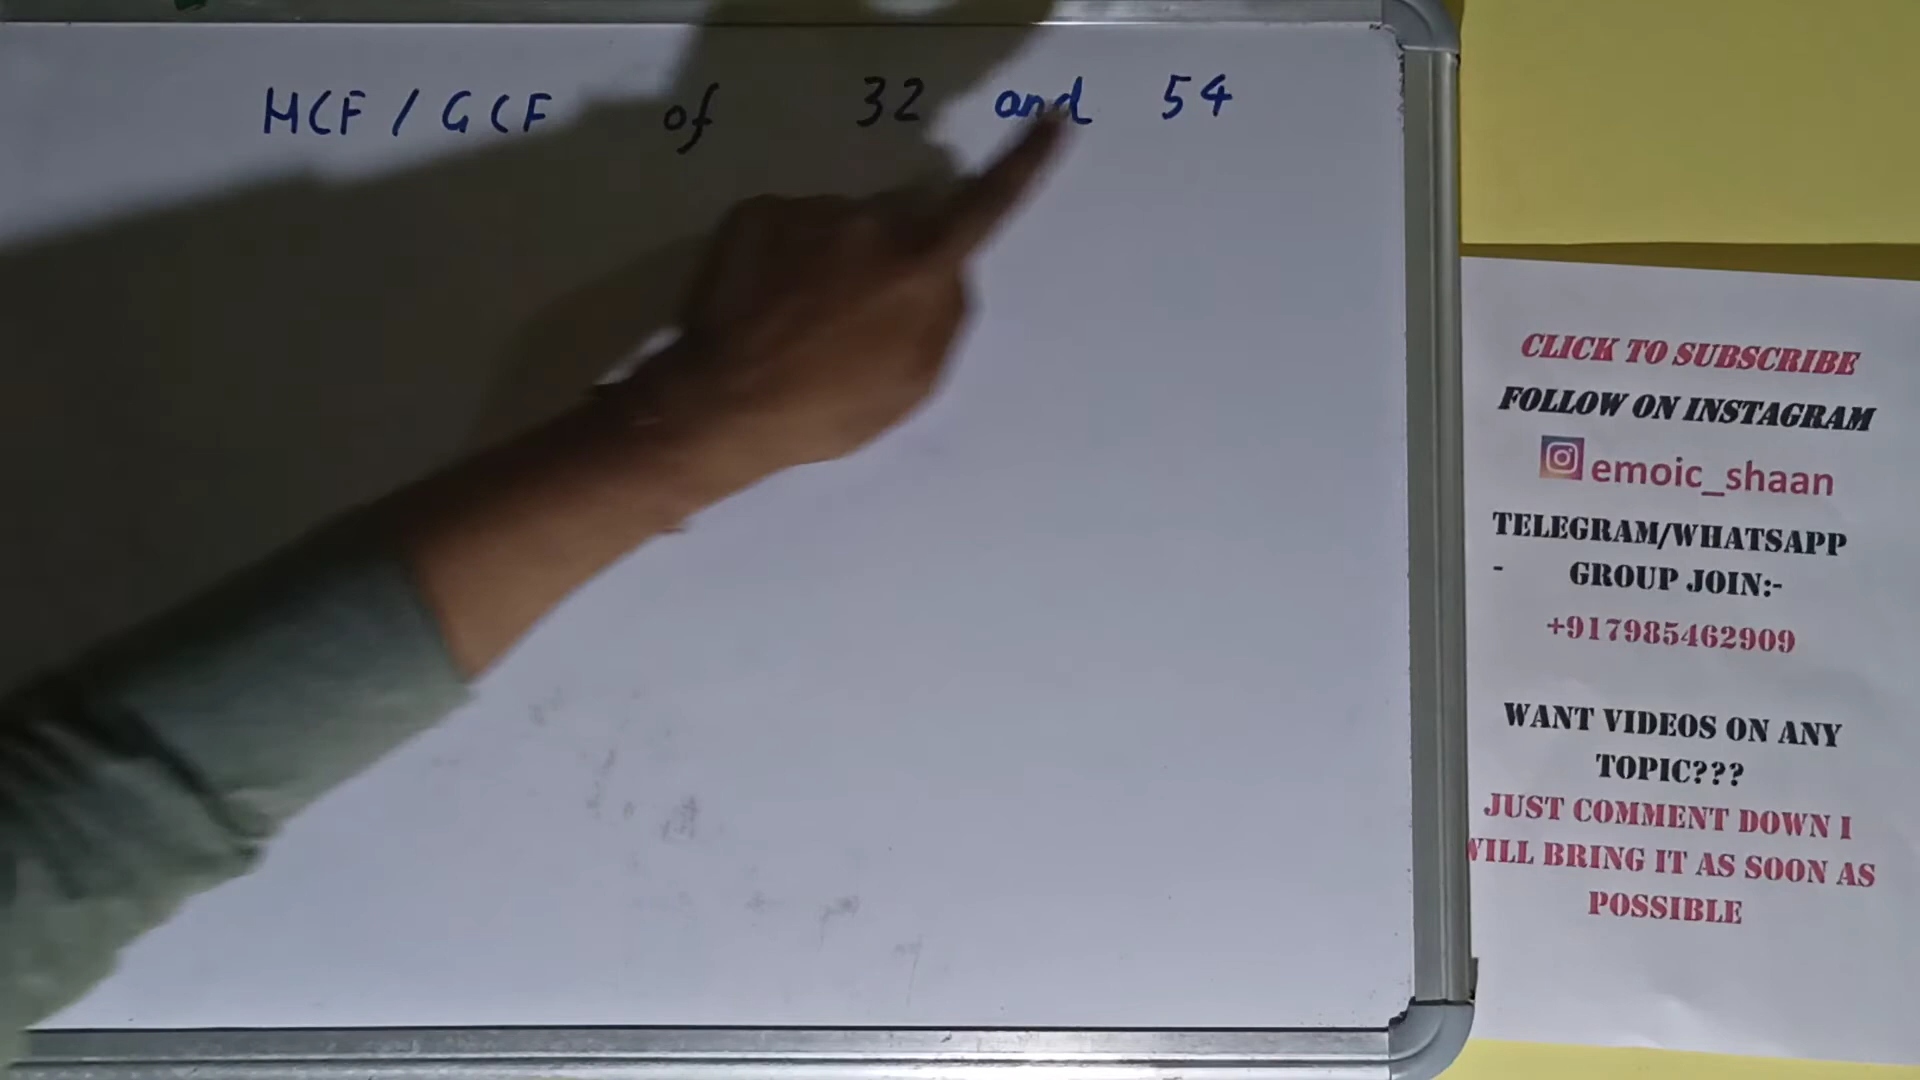 HCF / GCF of 32 and 54
CLICK TO SUBSCRIBE
FOLLOW ON INSTAGRAM
emoic_shaan
TELEGRAM/WHATSAPP
- GROUP JOIN:-
+917985462909
WANT VIDEOS ON ANY
TOPIC???
JUST COMMENT DOWN I
WILL BRING IT AS SOON AS
POSSIBLE